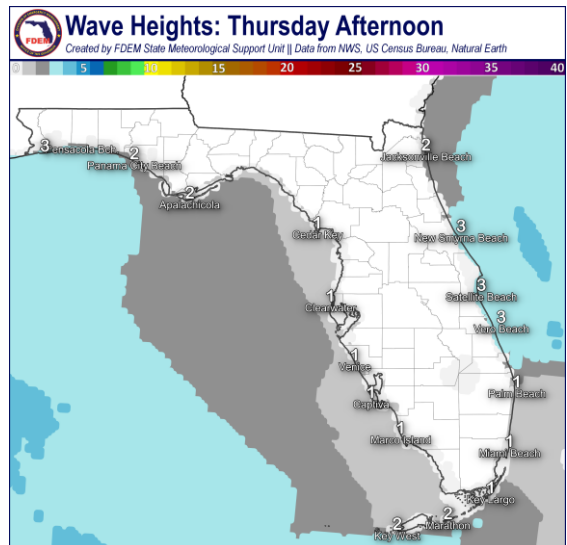 FDEM
Wave Heights: Thursday Afternoon
Created by FDEM State Meteorological Support Unit || Data from NWS, US Census Bureau, Natural Earth
0 5 10 15 20 25 30 35 40
3
Pensacola Bch.
2
Panama City Beach
2
Jacksonville Beach
2
Apalachicola
1
Cedar Key
3
New Smyrna Beach
1
Clearwater
3
Satellite Beach
3
Vero Beach
1
Venice
1
Captiva
1
Palm Beach
1
Marco Island
1
Miami Beach
1
Key Largo
2
Marathon
2
Key West